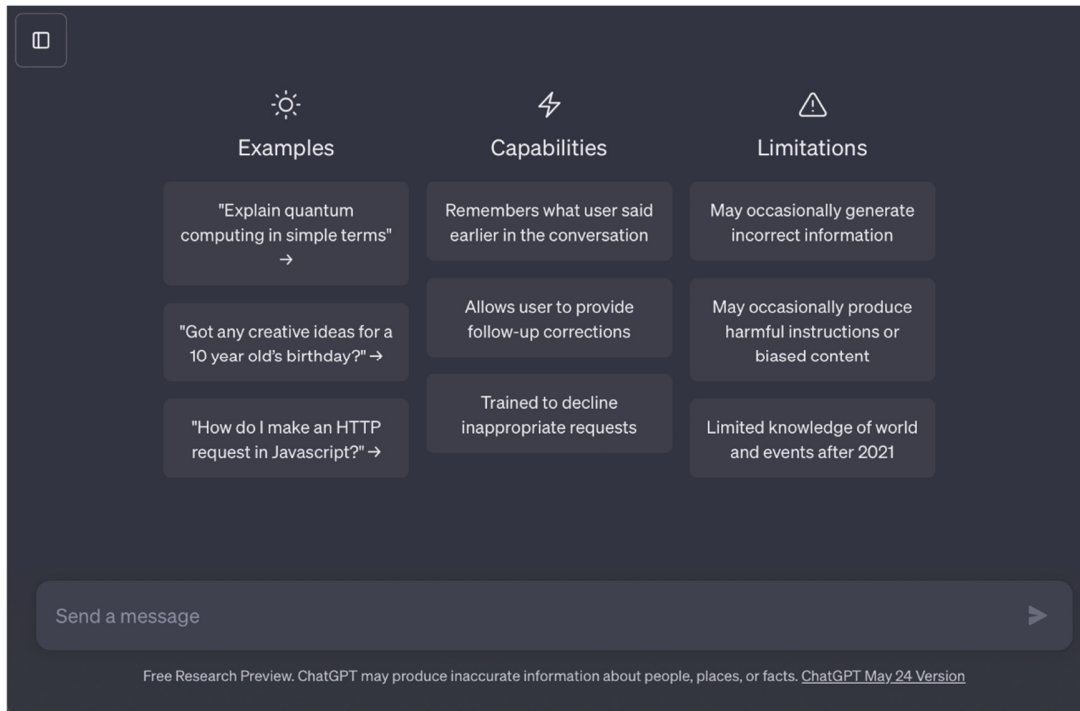 Examples
"Explain quantum
computing in simple terms"
→
"Got any creative ideas for a
10 year old's birthday?" →
"How do I make an HTTP
request in Javascript?" →
Capabilities
Remembers what user said
earlier in the conversation
Allows user to provide
follow-up corrections
Trained to decline
inappropriate requests
Limitations
May occasionally generate
incorrect information
May occasionally produce
harmful instructions or
biased content
Limited knowledge of world
and events after 2021
Send a message
Free Research Preview. ChatGPT may produce inaccurate information about people, places, or facts. ChatGPT May 24 Version